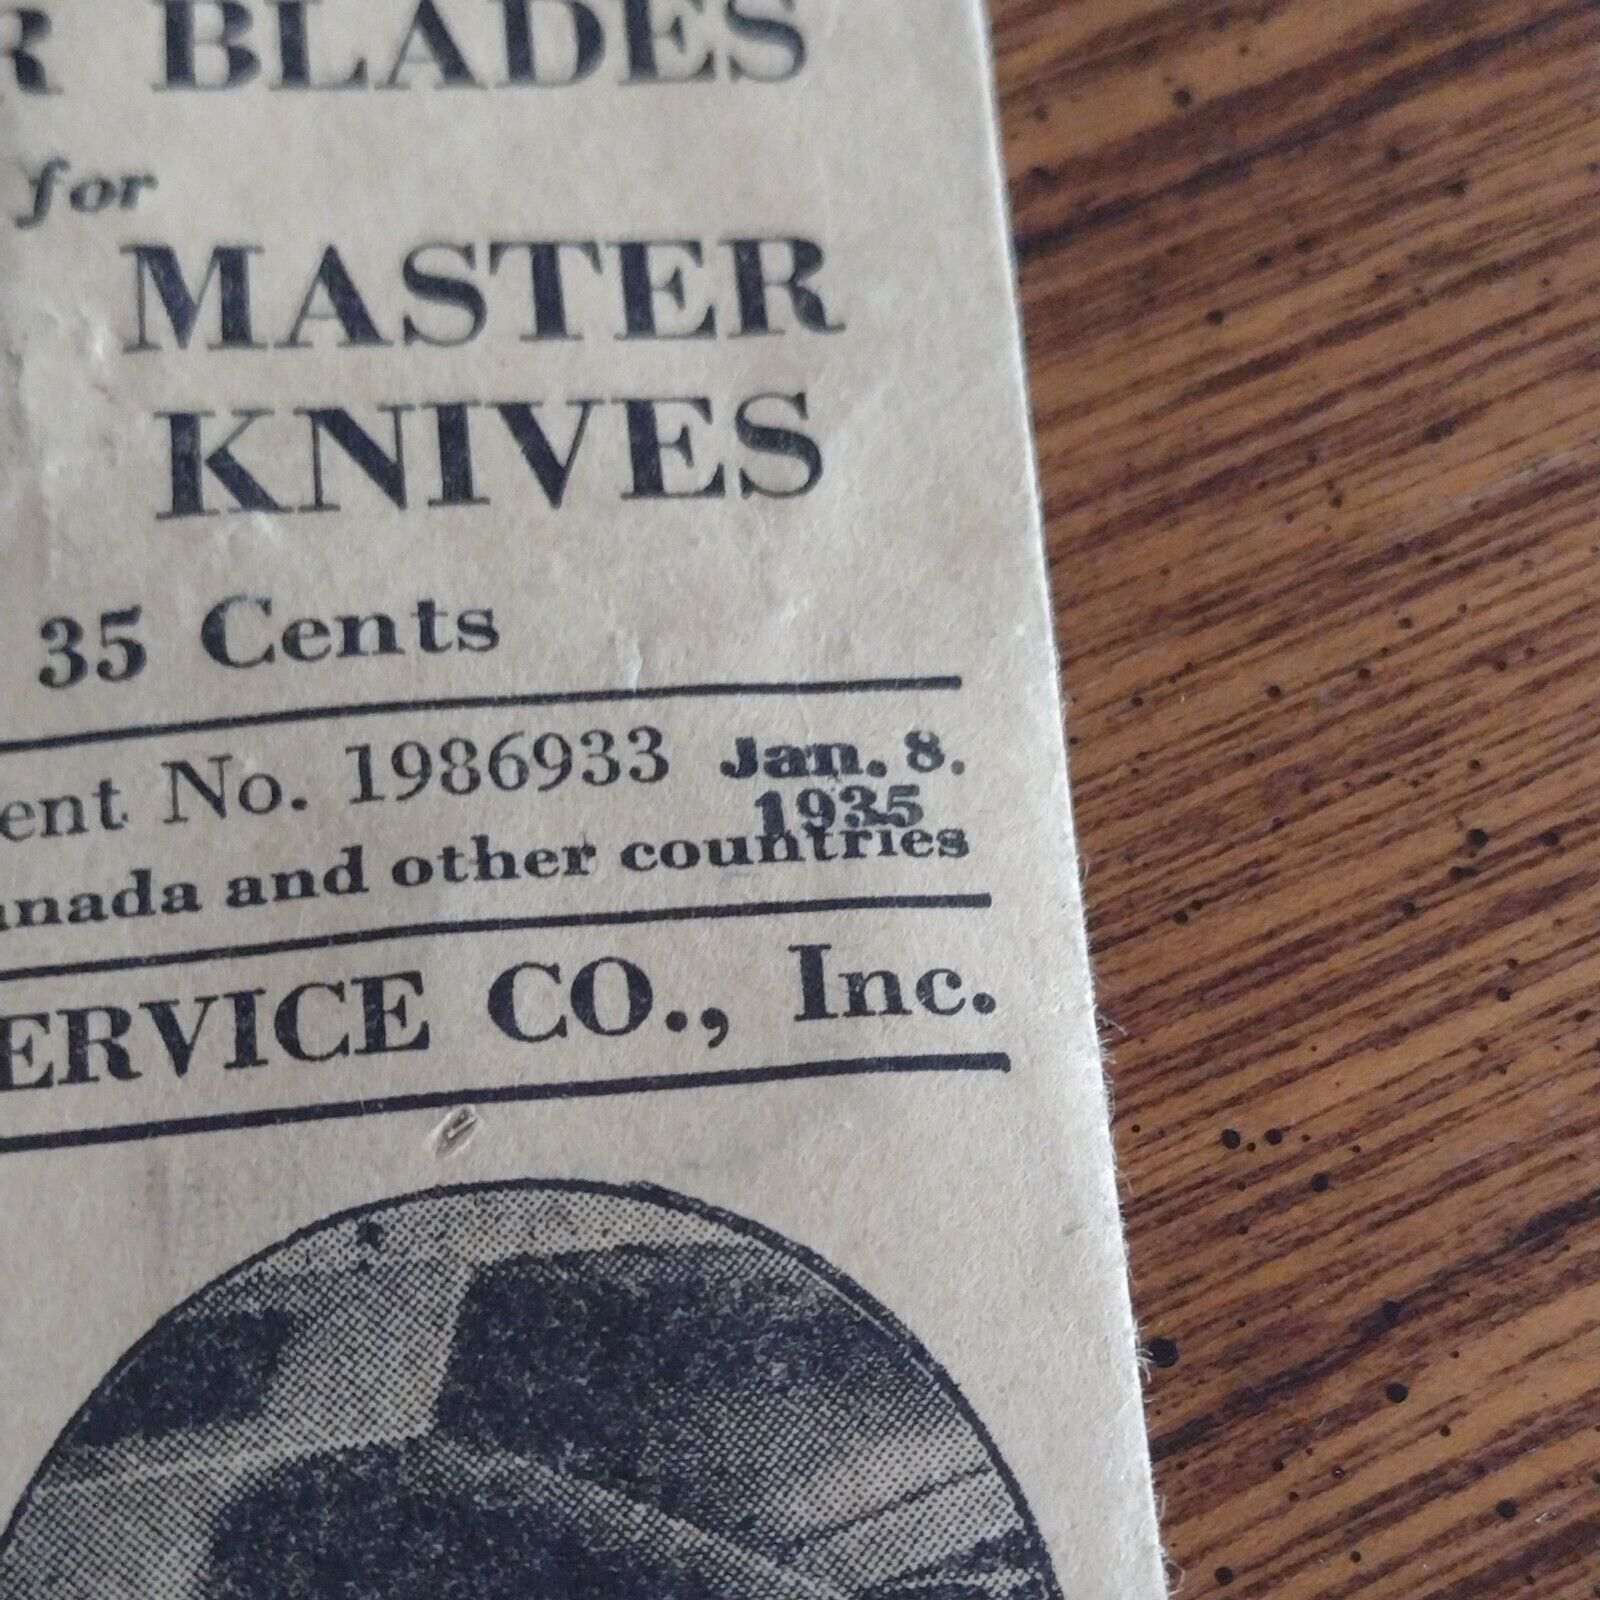 R BLADES
for
MASTER
KNIVES
35 Cents
ent No. 1986933 Jan. 8.
1935
anada and other countries
ERVICE CO., Inc.